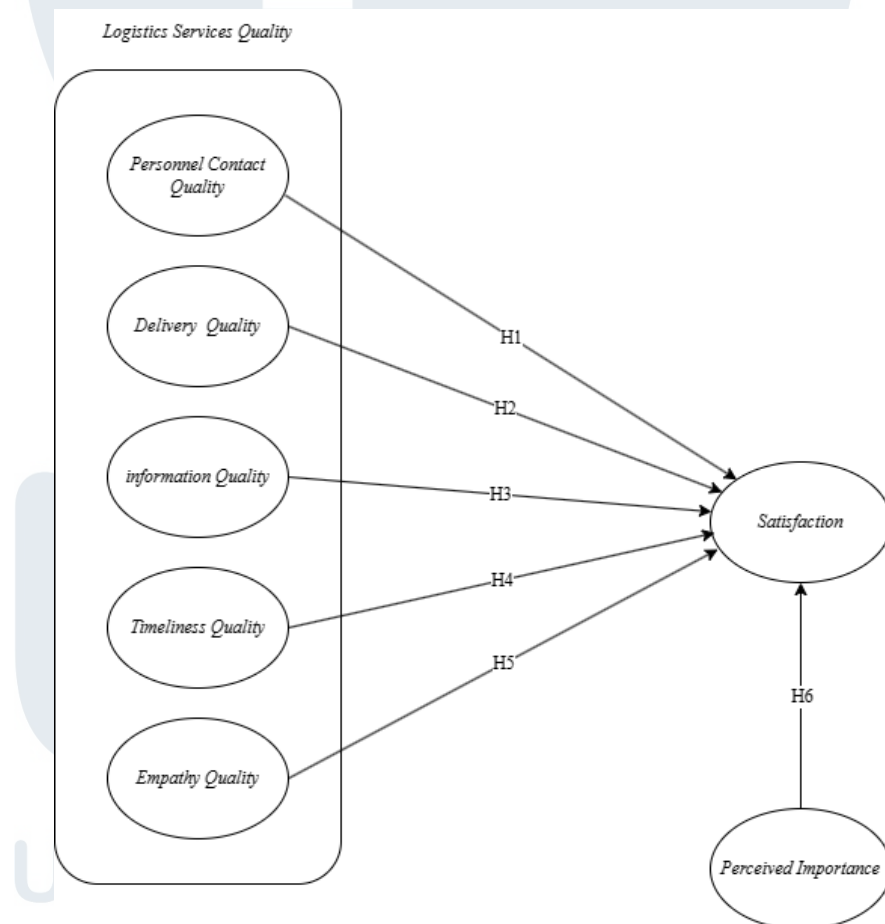 Logistics Services Quality
Personnel Contact
Quality
Delivery Quality
information Quality
Timeliness Quality
Empathy Quality
H1
H2
H3
H4
H5
Satisfaction
H6
Perceived Importance
U